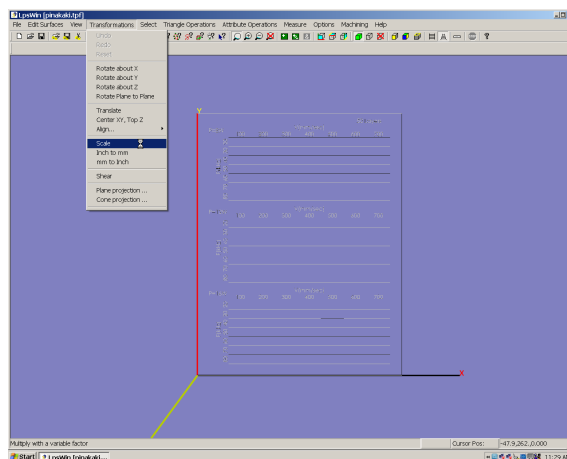 LpsWin [pinakaki.tpf]
File Edit Surfaces View Transformations Select Triangle Operations Attribute Operations Measure Options Machining Help
Undo
Redo
Reset
Rotate about X
Rotate about Y
Rotate about Z
Rotate Plane to Plane
Translate
Center XY, Top Z
Align...
Scale
Inch to mm
mm to Inch
Shear
Plane projection ...
Cone projection ...
Y
100 200 300 400 500 600 700
100 200 300 400 500 600 700
100 200 300 400 500 600 700
X
Multiply with a variable factor
Cursor Pos: -47.9,262.,0.000
Start LpsWin [pinakaki.... 11:29 AM